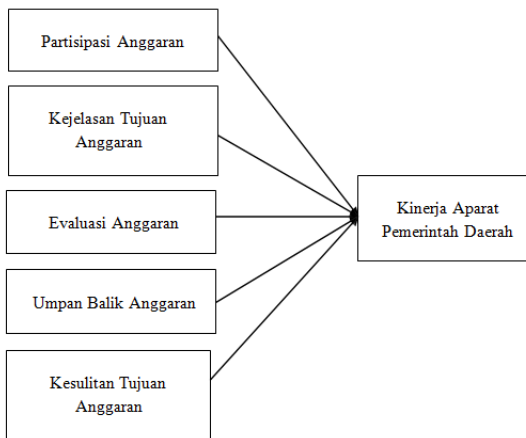 Partisipasi Anggaran
Kejelasan Tujuan
Anggaran
Evaluasi Anggaran
Umpan Balik Anggaran
Kesulitan Tujuan
Anggaran
Kinerja Aparat
Pemerintah Daerah